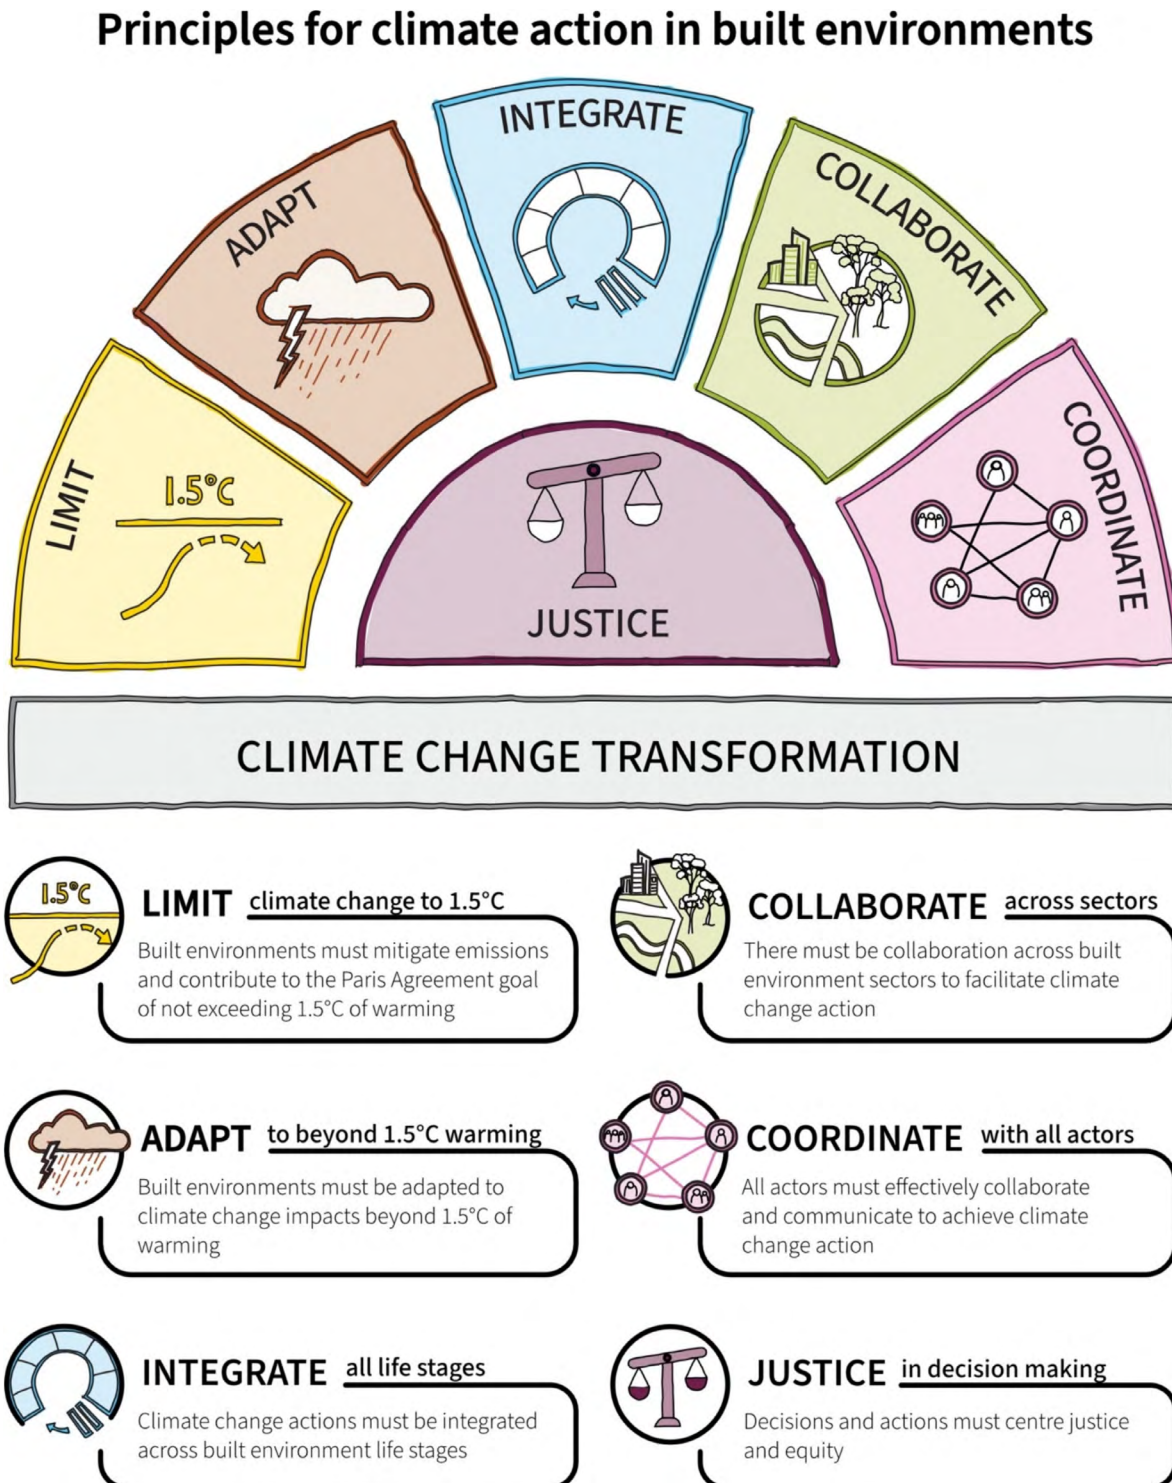 Principles for climate action in built environments
INTEGRATE
ADAPT
COLLABORATE
LIMIT
1.5°C
COORDINATE
JUSTICE
CLIMATE CHANGE TRANSFORMATION
1.5°C
LIMIT climate change to 1.5°C
Built environments must mitigate emissions
and contribute to the Paris Agreement goal
of not exceeding 1.5°C of warming
COLLABORATE across sectors
There must be collaboration across built
environment sectors to facilitate climate
change action
ADAPT to beyond 1.5°C warming
Built environments must be adapted to
climate change impacts beyond 1.5°C of
warming
COORDINATE with all actors
All actors must effectively collaborate
and communicate to achieve climate
change action
INTEGRATE all life stages
Climate change actions must be integrated
across built environment life stages
JUSTICE in decision making
Decisions and actions must centre justice
and equity